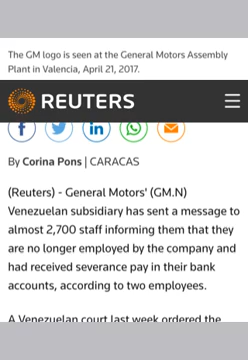 The GM logo is seen at the General Motors Assembly
Plant in Valencia, April 21, 2017.
REUTERS
By Corina Pons | CARACAS
(Reuters) - General Motors' (GM.N)
Venezuelan subsidiary has sent a message to
almost 2,700 staff informing them that they
are no longer employed by the company and
had received severance pay in their bank
accounts, according to two employees.
A Venezuelan court last week ordered the